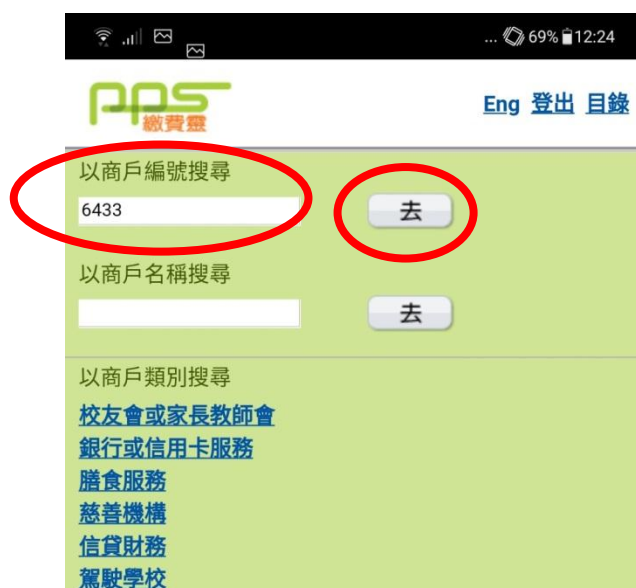 ... 69% 12:24
pps
繳費靈
Eng 登出 目錄
以商戶編號搜尋
6433
去
以商戶名稱搜尋
去
以商戶類別搜尋
校友會或家長教師會
銀行或信用卡服務
膳食服務
慈善機構
信貸財務
駕駛學校